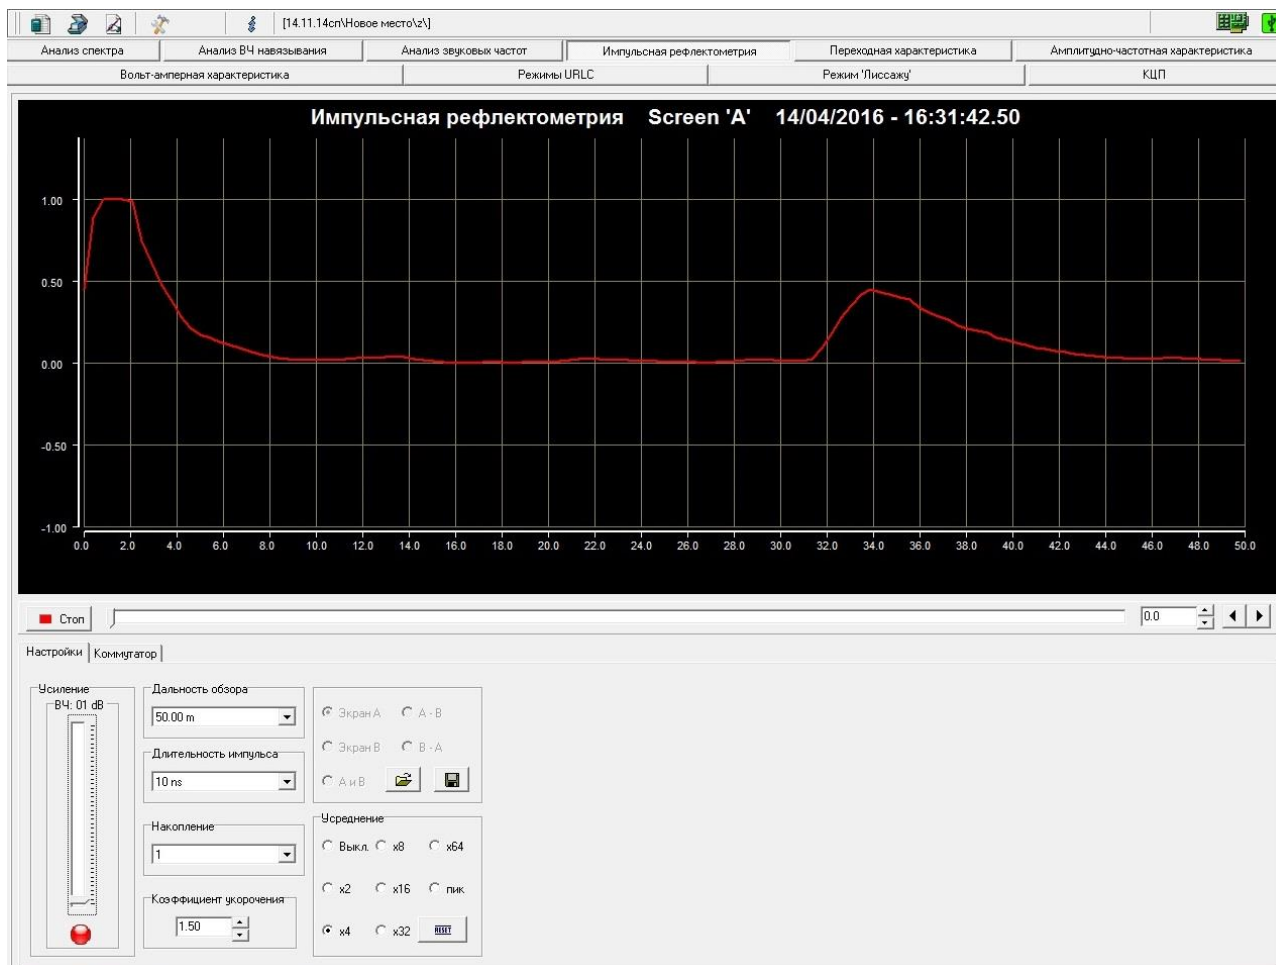 [14.11.14сп\Новое место\z\]
Анализ спектра Анализ ВЧ навязывания Анализ звуковых частот Импульсная рефлектометрия Переходная характеристика Амплитудно-частотная характеристика
Вольт-амперная характеристика Режимы URLC Режим 'Лиссажу' КЦП
Импульсная рефлектометрия Screen 'A' 14/04/2016 - 16:31:42.50
1.00
0.50
0.00
-0.50
-1.00
0.0 2.0 4.0 6.0 8.0 10.0 12.0 14.0 16.0 18.0 20.0 22.0 24.0 26.0 28.0 30.0 32.0 34.0 36.0 38.0 40.0 42.0 44.0 46.0 48.0 50.0
Стоп 0.0
Настройки Коммутатор
Усиление
ВЧ: 01 dB
Дальность обзора
50.00 m
Длительность импульса
10 ns
Накопление
1
Коэффициент укорочения
1.50
Экран A A - B
Экран B B - A
A и B
Усреднение
Выкл. x8 x64
x2 x16 пик
x4 x32 RESET